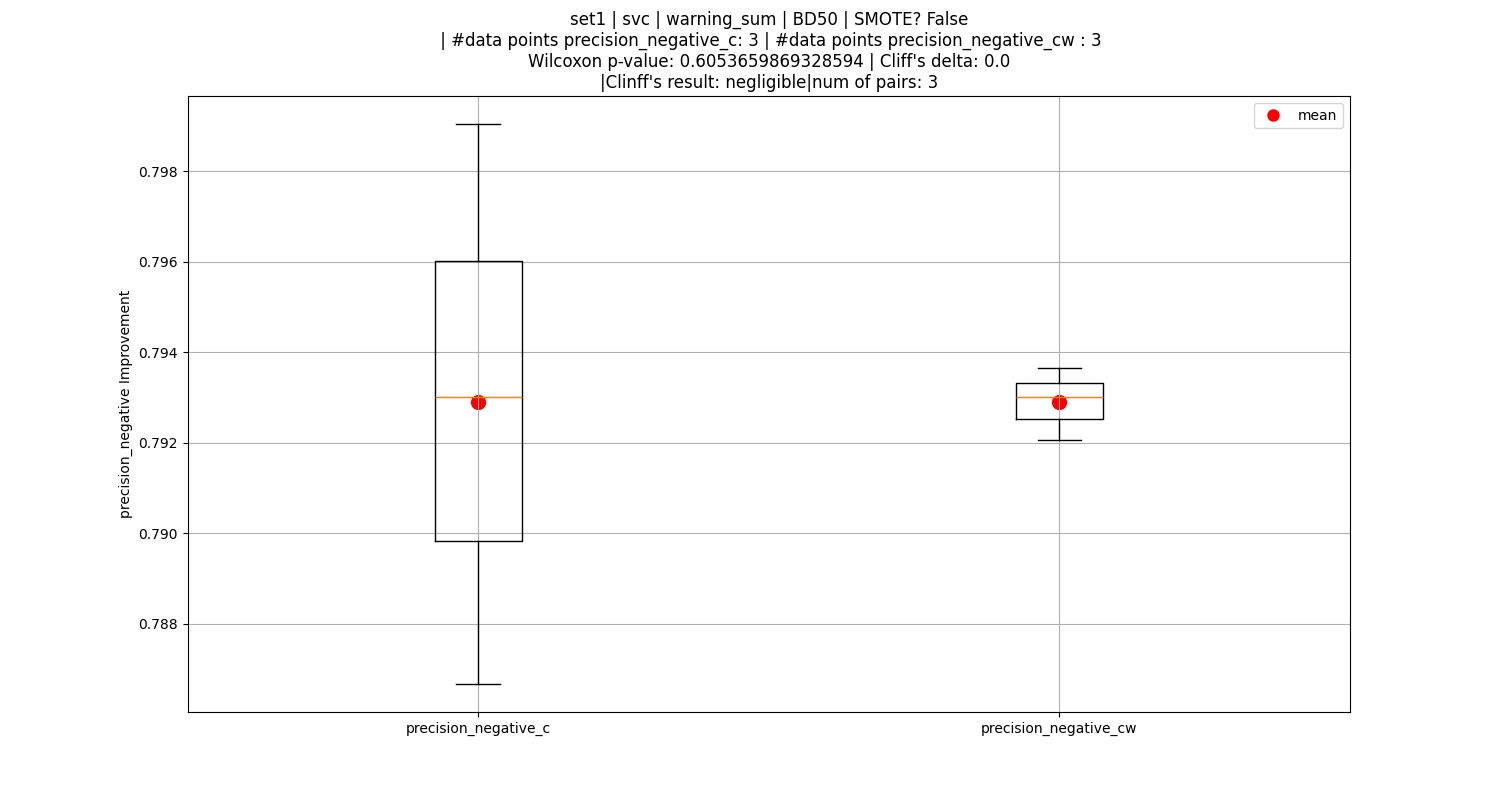 set1 | svc | warning_sum | BD50 | SMOTE? False
| #data points precision_negative_c: 3 | #data points precision_negative_cw : 3
Wilcoxon p-value: 0.6053659869328594 | Cliff's delta: 0.0
|Clinff's result: negligible|num of pairs: 3
mean
0.798
0.796
0.794
0.792
0.790
0.788
precision_negative Improvement
precision_negative_c
precision_negative_cw